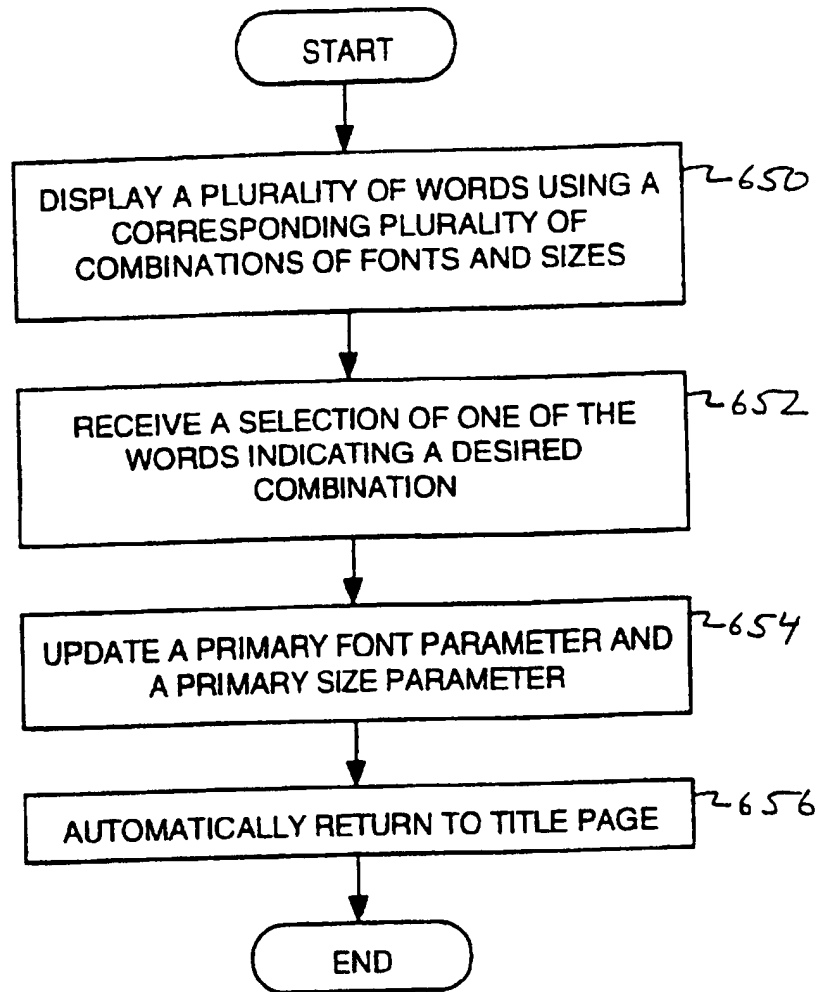 START
DISPLAY A PLURALITY OF WORDS USING A
CORRESPONDING PLURALITY OF
COMBINATIONS OF FONTS AND SIZES
650
RECEIVE A SELECTION OF ONE OF THE
WORDS INDICATING A DESIRED
COMBINATION
652
UPDATE A PRIMARY FONT PARAMETER AND
A PRIMARY SIZE PARAMETER
654
AUTOMATICALLY RETURN TO TITLE PAGE
656
END